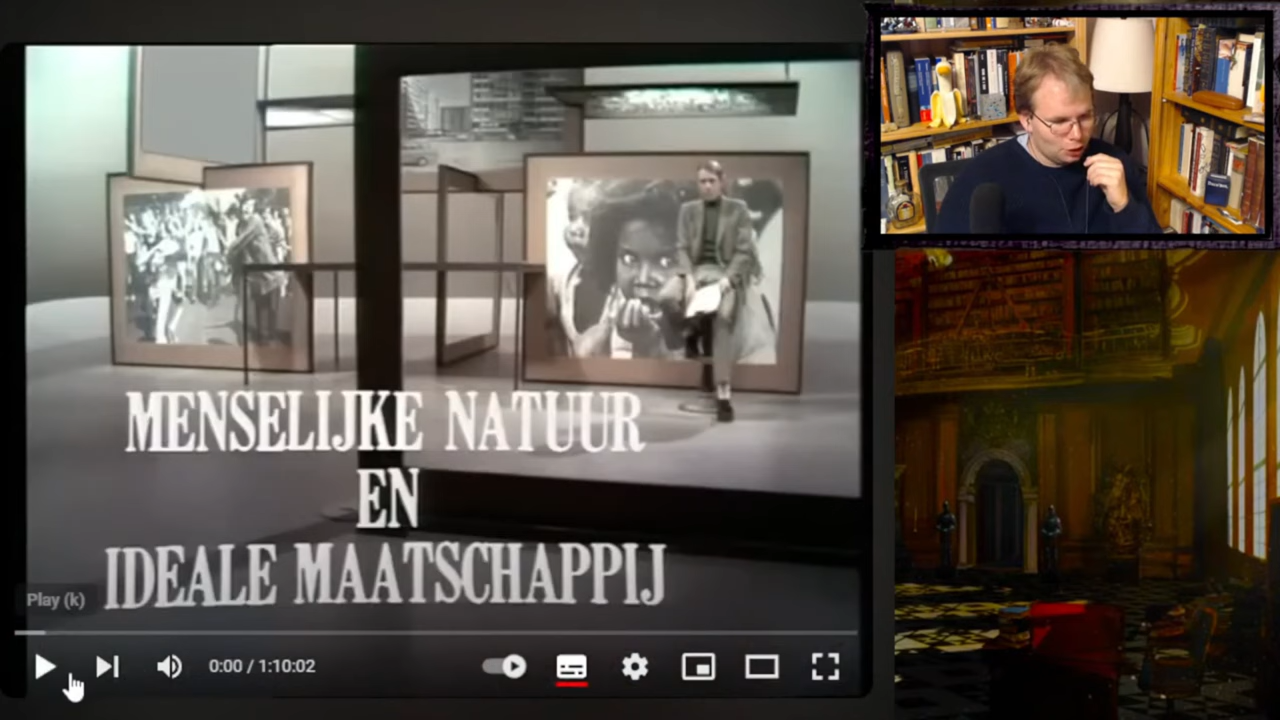 MENSELIJKE NATUUR
EN
IDEALE MAATSCHAPPIJ
Play (k)
0:00 / 1:10:02